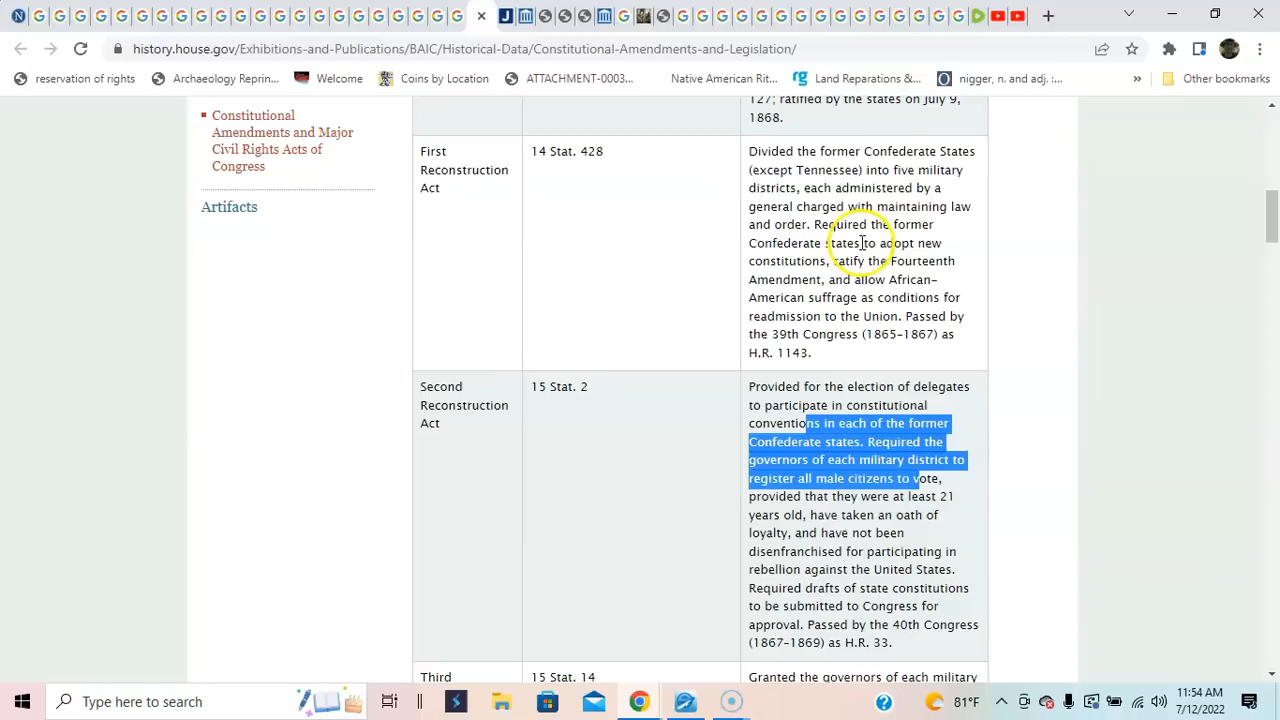 history.house.gov/Exhibitions-and-Publications/BAIC/Historical-Data/Constitutional-Amendments-and-Legislation/
reservation of rights
Archaeology Reprin...
Welcome
Coins by Location
ATTACHMENT-0003...
Native American Rit...
Land Reparations &...
nigger, n. and adj. :...
»
Other bookmarks
Constitutional
Amendments and Major
Civil Rights Acts of
Congress
Artifacts
127; ratified by the states on July 9,
1868.
First
Reconstruction
Act
14 Stat. 428
Divided the former Confederate States
(except Tennessee) into five military
districts, each administered by a
general charged with maintaining law
and order. Required the former
Confederate states to adopt new
constitutions, ratify the Fourteenth
Amendment, and allow African-
American suffrage as conditions for
readmission to the Union. Passed by
the 39th Congress (1865–1867) as
H.R. 1143.
Second
Reconstruction
Act
15 Stat. 2
Provided for the election of delegates
to participate in constitutional
conventions in each of the former
Confederate states. Required the
governors of each military district to
register all male citizens to vote,
provided that they were at least 21
years old, have taken an oath of
loyalty, and have not been
disenfranchised for participating in
rebellion against the United States.
Required drafts of state constitutions
to be submitted to Congress for
approval. Passed by the 40th Congress
(1867–1869) as H.R. 33.
Third
15 Stat. 14
Granted the governors of each military
Type here to search
81°F
11:54 AM
7/12/2022